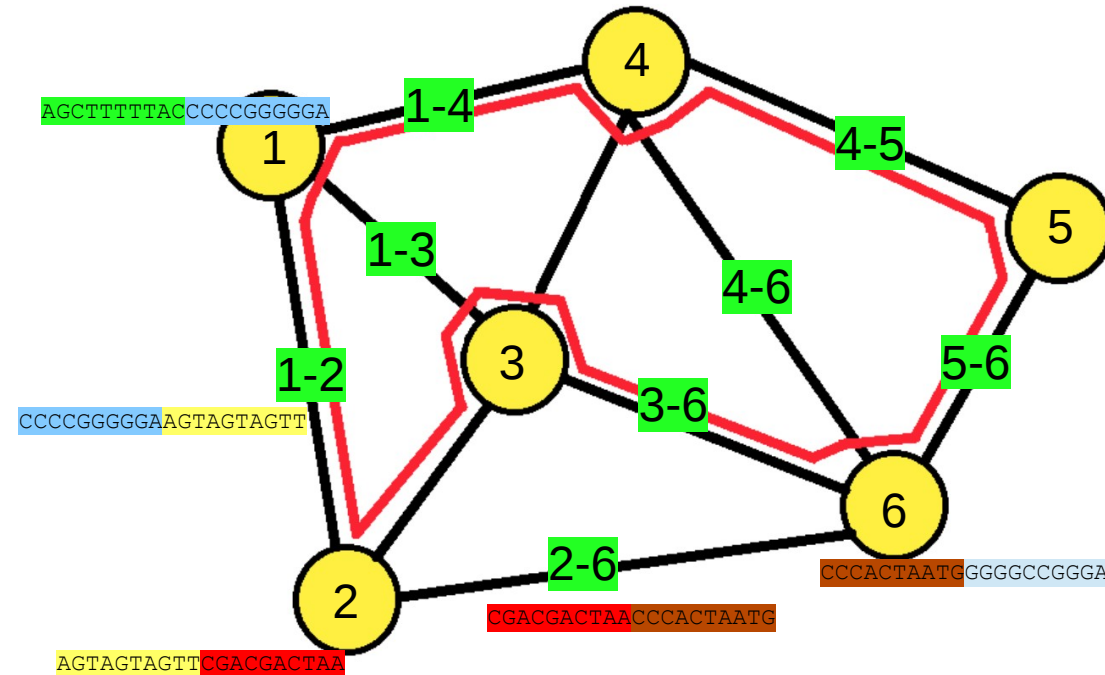 4
1-4
AGCTTTTTACCCCCGGGGGA
1
4-5
5
1-3
4-6
1-2
3
5-6
3-6
CCCCGGGGGAAGTAGTAGTT
6
2-6
CCCACTAATGGGGGCCGGGA
2
CGACGACTAACCCACTAATG
AGTAGTAGTTCGACGACTAA